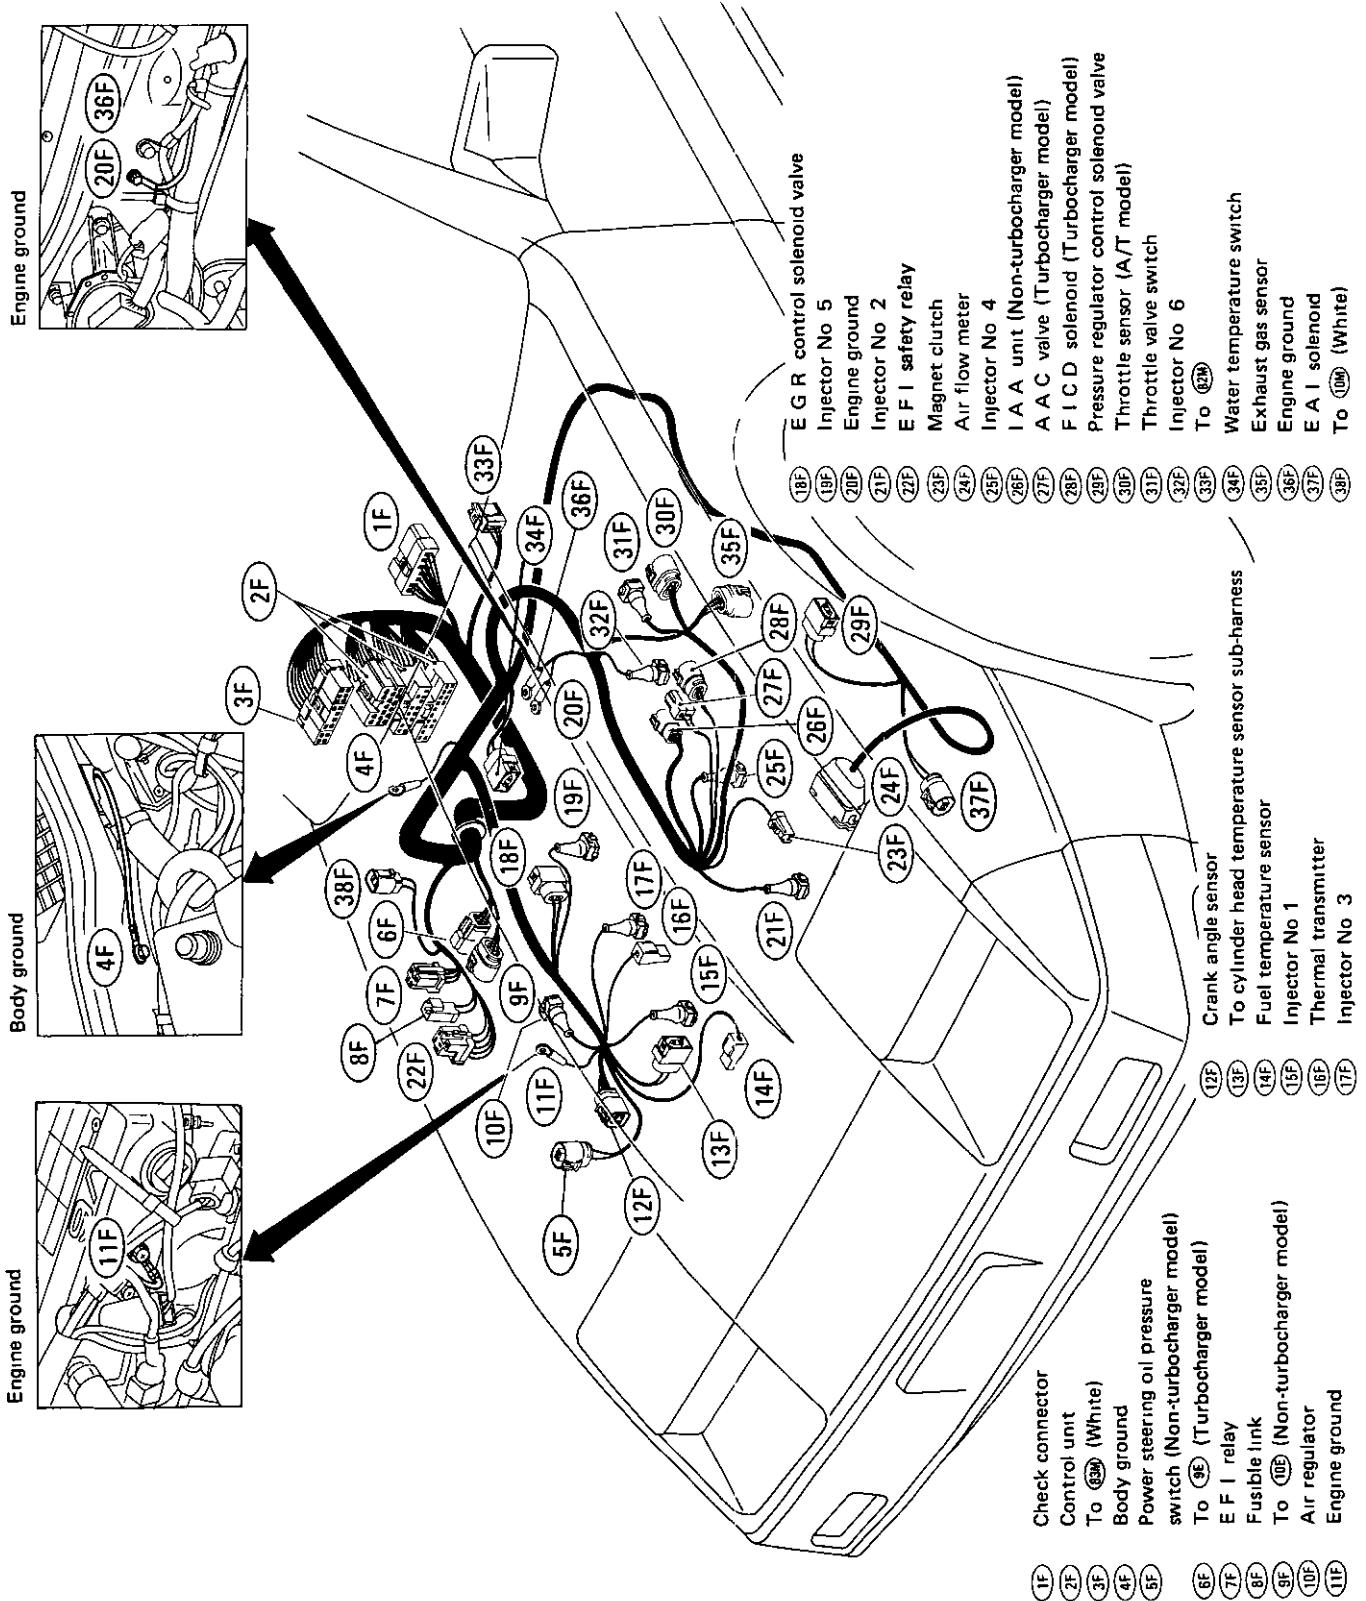 Engine ground
11F
Body ground
4F
Engine ground
20F
36F
1F
2F
3F
4F
33F
34F
36F
31F
30F
35F
32F
28F
27F
26F
29F
20F
25F
24F
23F
37F
21F
19F
18F
17F
16F
15F
14F
13F
38F
6F
7F
8F
22F
9F
10F
11F
12F
5F
1F Check connector
2F Control unit
3F To 83M (White)
4F Body ground
5F Power steering oil pressure
switch (Non-turbocharger model)
6F To 9E (Turbocharger model)
7F E F I relay
8F Fusible link
9F To 10E (Non-turbocharger model)
10F Air regulator
11F Engine ground
12F Crank angle sensor
13F To cylinder head temperature sensor sub-harness
14F Fuel temperature sensor
15F Injector No 1
16F Thermal transmitter
17F Injector No 3
18F E G R control solenoid valve
19F Injector No 5
20F Engine ground
21F Injector No 2
22F E F I safety relay
23F Magnet clutch
24F Air flow meter
25F Injector No 4
26F I A A unit (Non-turbocharger model)
27F A A C valve (Turbocharger model)
28F F I C D solenoid (Turbocharger model)
29F Pressure regulator control solenoid valve
30F Throttle sensor (A/T model)
31F Throttle valve switch
32F Injector No 6
33F To 82M
34F Water temperature switch
35F Exhaust gas sensor
36F Engine ground
37F E A I solenoid
38F To 10M (White)